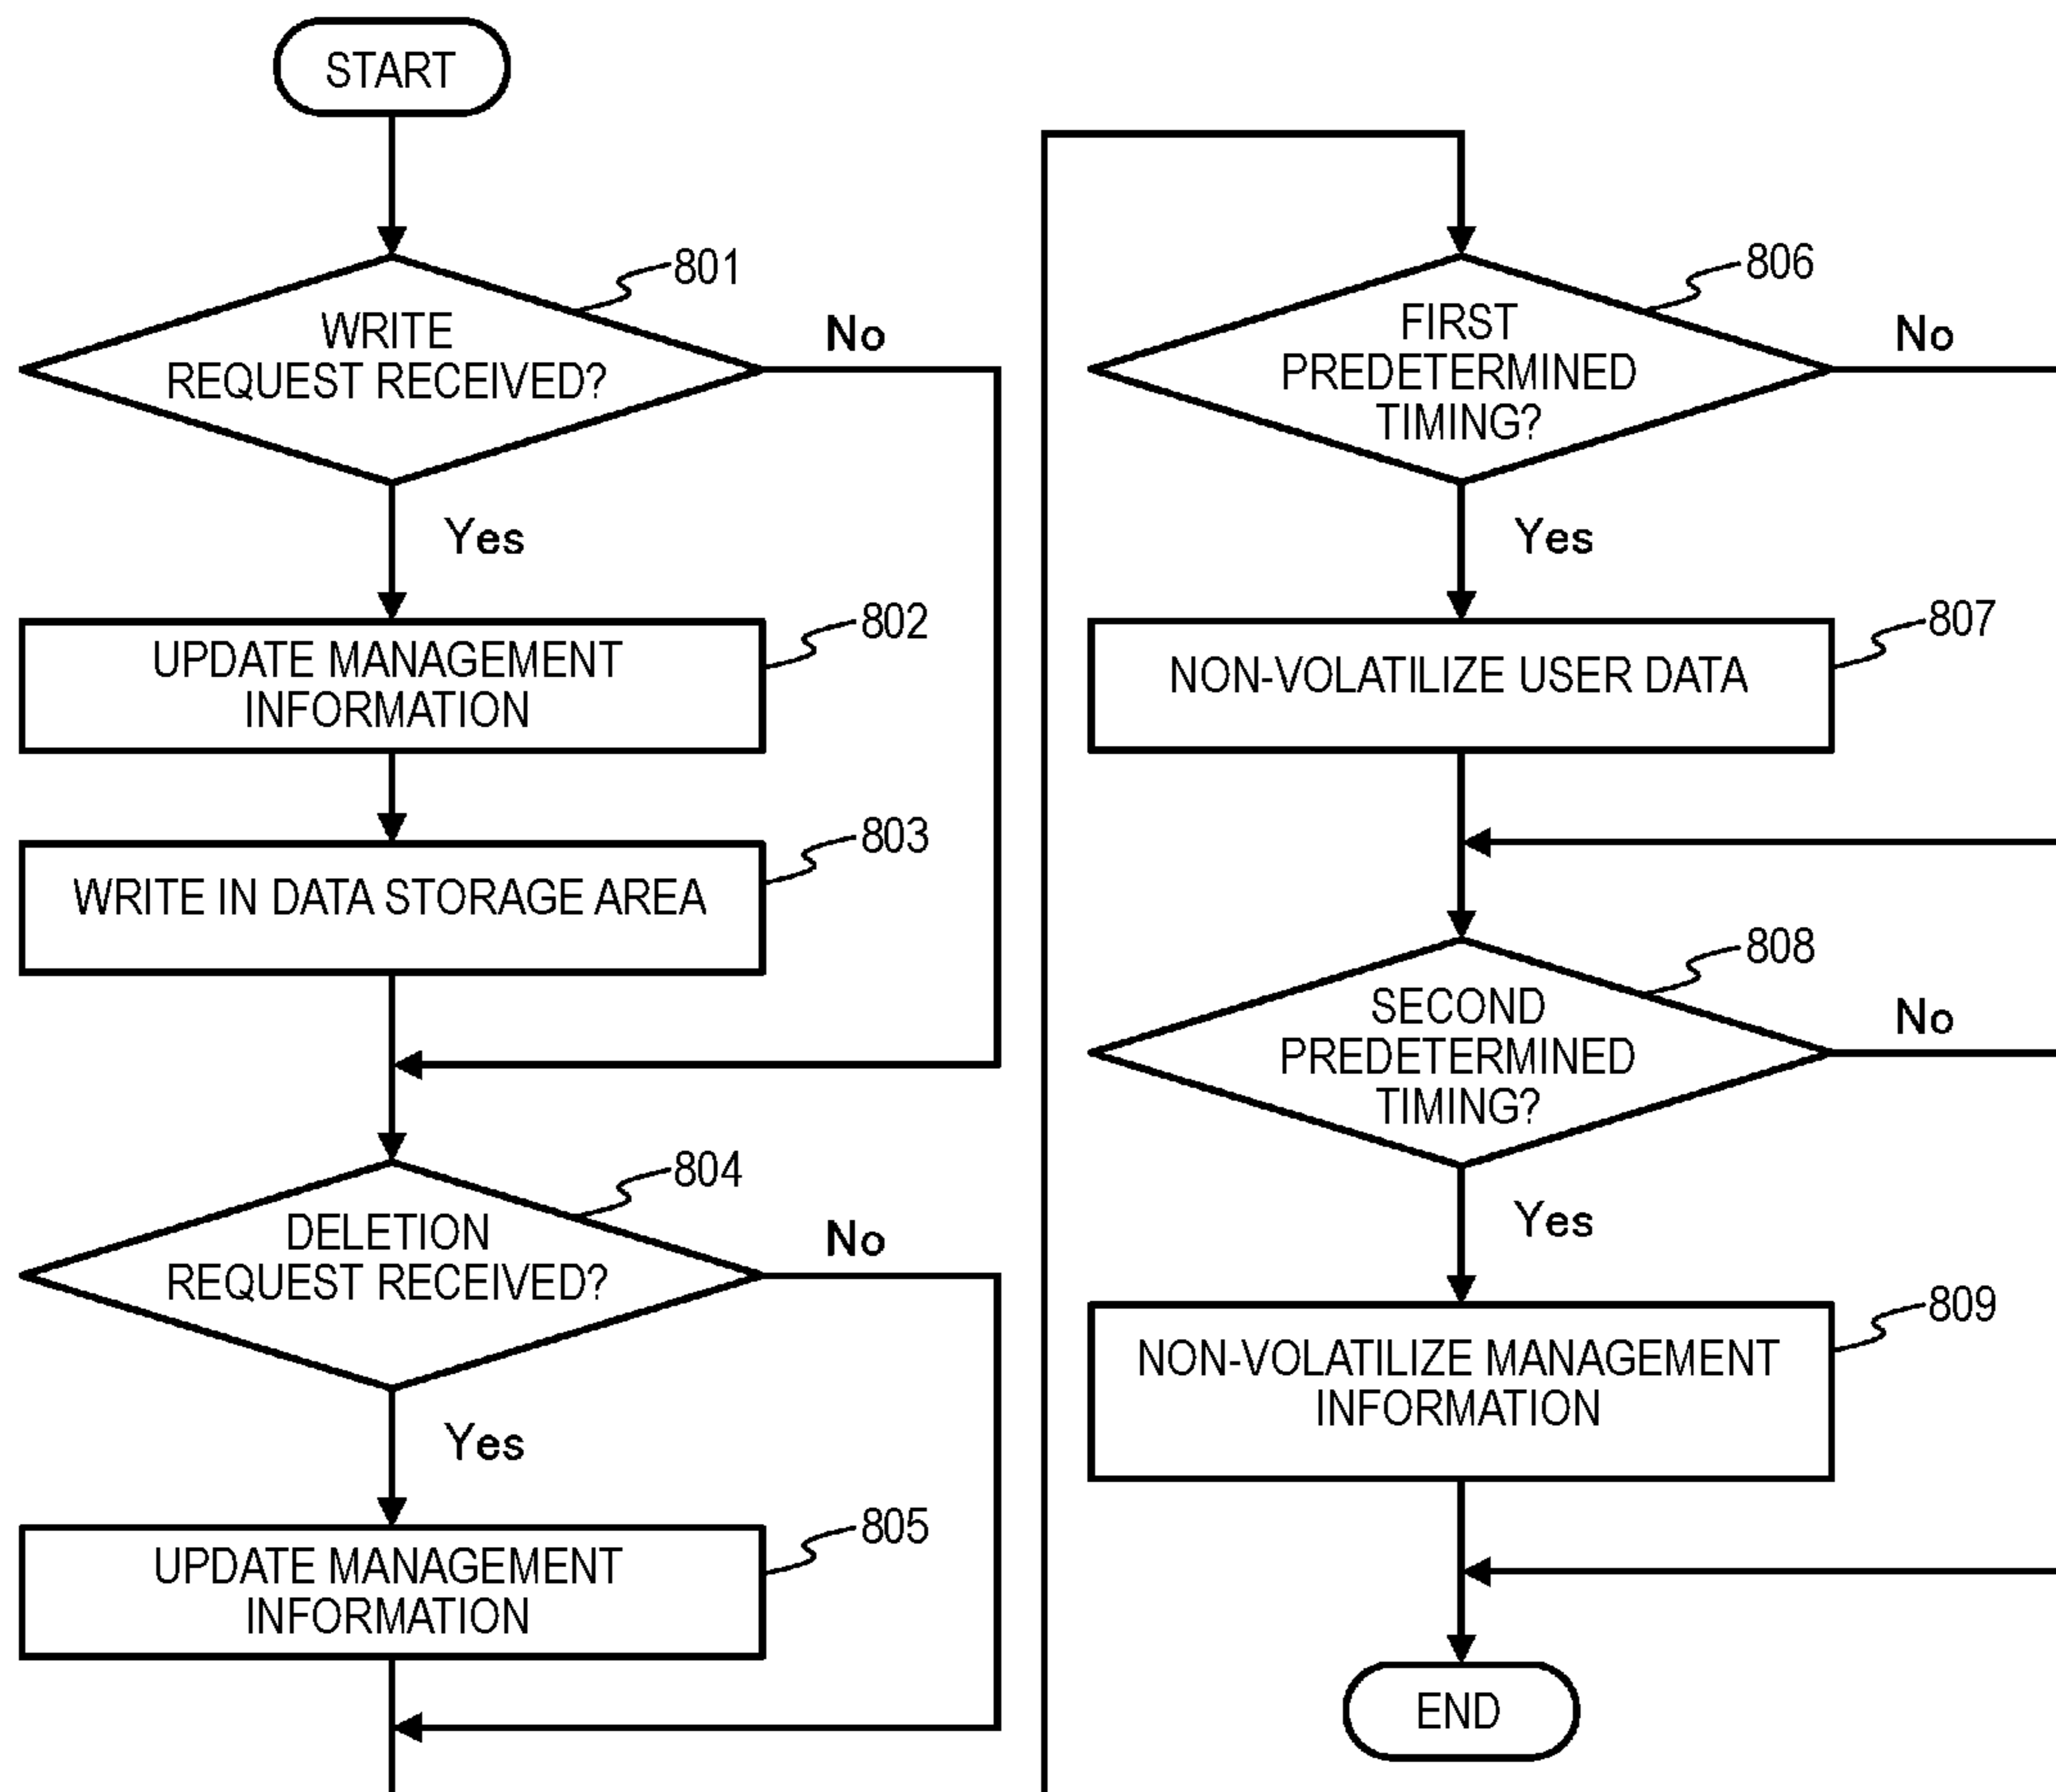 START
801
WRITE
REQUEST RECEIVED?
No
Yes
802
UPDATE MANAGEMENT
INFORMATION
803
WRITE IN DATA STORAGE AREA
804
DELETION
REQUEST RECEIVED?
No
Yes
805
UPDATE MANAGEMENT
INFORMATION
806
FIRST
PREDETERMINED
TIMING?
No
Yes
807
NON-VOLATILIZE USER DATA
808
SECOND
PREDETERMINED
TIMING?
No
Yes
809
NON-VOLATILIZE MANAGEMENT
INFORMATION
END